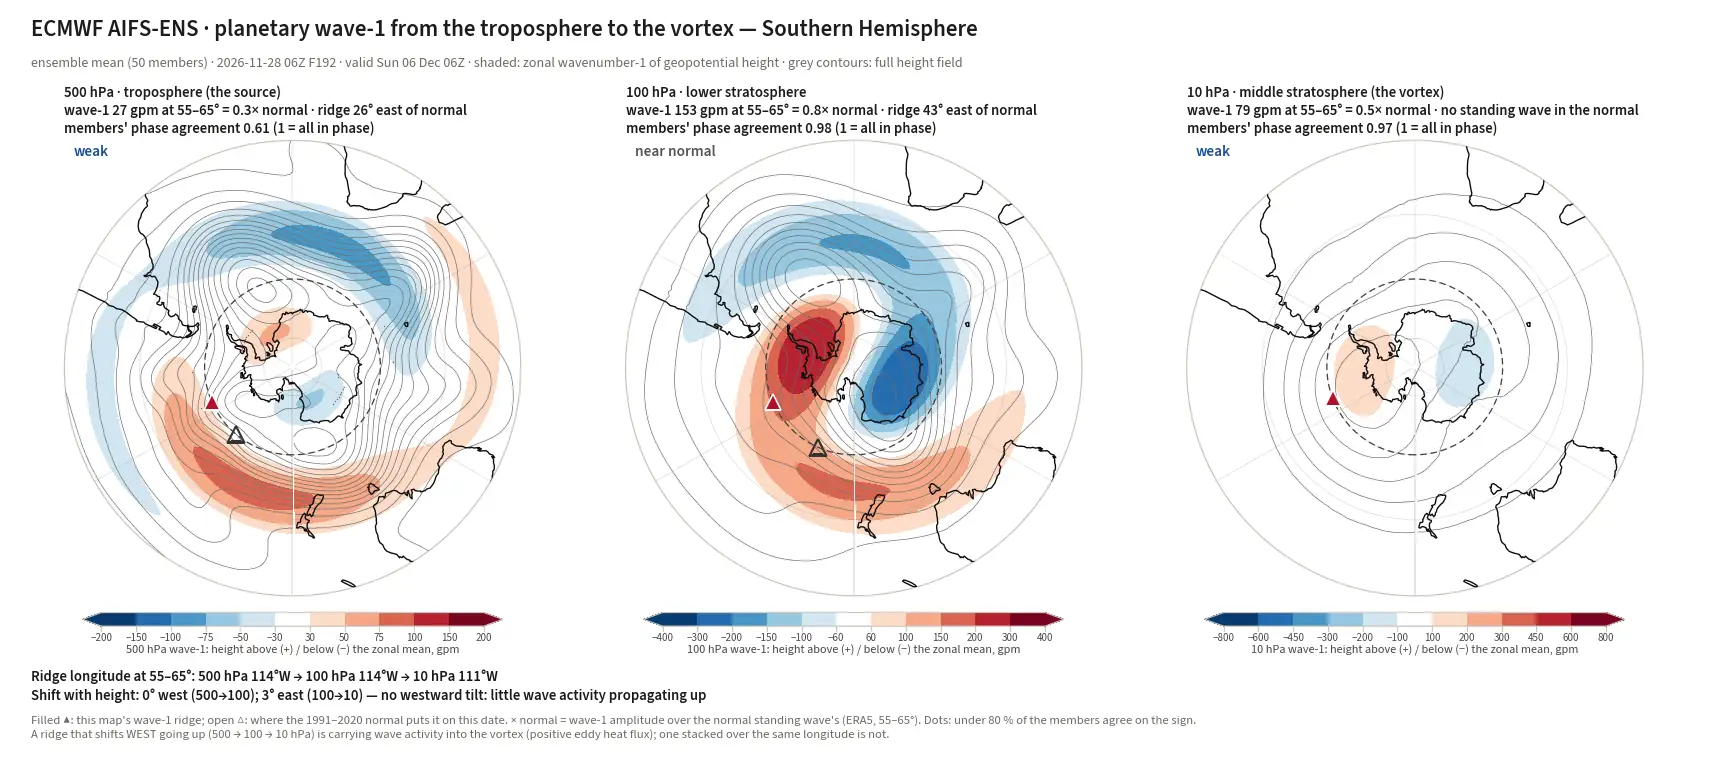 ECMWF AIFS-ENS · planetary wave-1 from the troposphere to the vortex — Southern Hemisphere
ensemble mean (50 members) · 2026-11-28 06Z F192 · valid Sun 06 Dec 06Z · shaded: zonal wavenumber-1 of geopotential height · grey contours: full height field
500 hPa · troposphere (the source)
wave-1 27 gpm at 55–65° = 0.3× normal · ridge 26° east of normal
members' phase agreement 0.61 (1 = all in phase)
weak
100 hPa · lower stratosphere
wave-1 153 gpm at 55–65° = 0.8× normal · ridge 43° east of normal
members' phase agreement 0.98 (1 = all in phase)
near normal
10 hPa · middle stratosphere (the vortex)
wave-1 79 gpm at 55–65° = 0.5× normal · no standing wave in the normal
members' phase agreement 0.97 (1 = all in phase)
weak
−200 −150 −100 −75 −50 −30 30 50 75 100 150 200
500 hPa wave-1: height above (+) / below (−) the zonal mean, gpm
−400 −300 −200 −150 −100 −60 60 100 150 200 300 400
100 hPa wave-1: height above (+) / below (−) the zonal mean, gpm
−800 −600 −450 −300 −200 −100 100 200 300 450 600 800
10 hPa wave-1: height above (+) / below (−) the zonal mean, gpm
Ridge longitude at 55–65°: 500 hPa 114°W → 100 hPa 114°W → 10 hPa 111°W
Shift with height: 0° west (500→100); 3° east (100→10) — no westward tilt: little wave activity propagating up
Filled ▲: this map's wave-1 ridge; open △: where the 1991–2020 normal puts it on this date. × normal = wave-1 amplitude over the normal standing wave's (ERA5, 55–65°). Dots: under 80 % of the members agree on the sign.
A ridge that shifts WEST going up (500 → 100 → 10 hPa) is carrying wave activity into the vortex (positive eddy heat flux); one stacked over the same longitude is not.